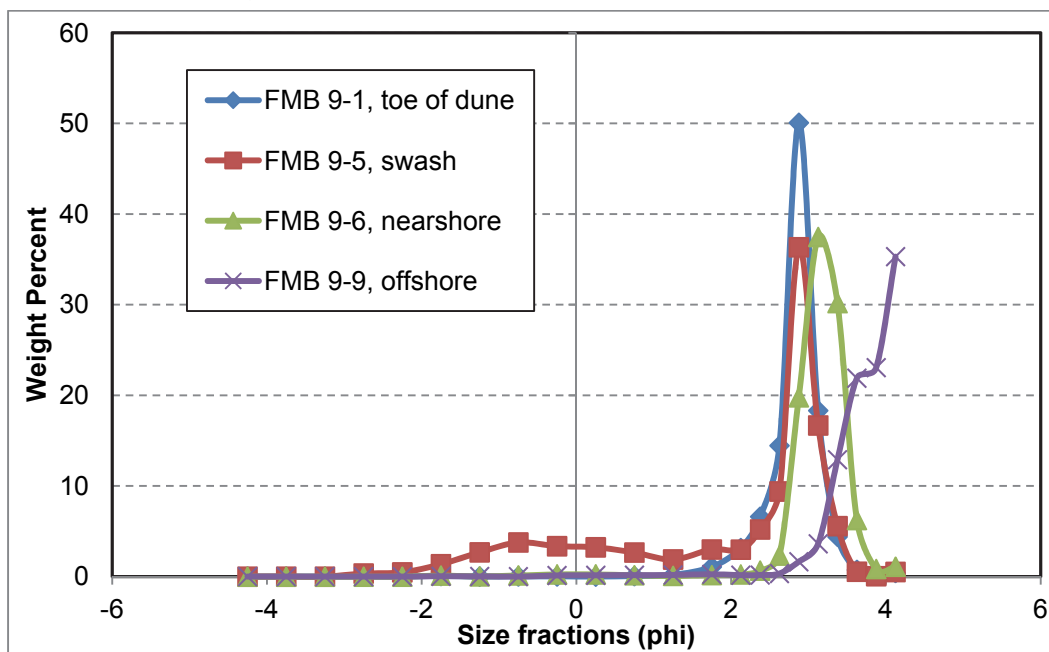 60
50
40
30
20
10
0
Weight Percent
FMB 9-1, toe of dune
FMB 9-5, swash
FMB 9-6, nearshore
FMB 9-9, offshore
-6 -4 -2 0 2 4 6
Size fractions (phi)